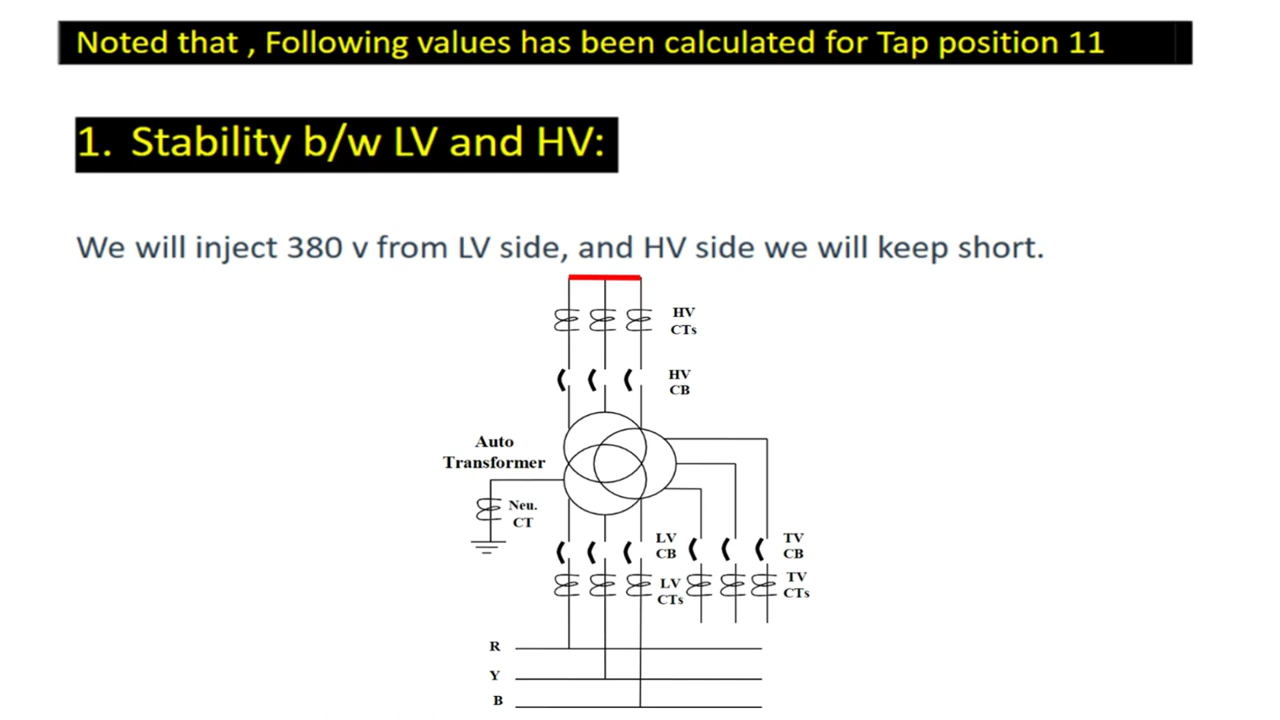 Noted that , Following values has been calculated for Tap position 11
1. Stability b/w LV and HV:
We will inject 380 v from LV side, and HV side we will keep short.
HV
CTs
HV
CB
Auto
Transformer
Neu.
CT
LV
CB
TV
CB
LV
CTs
TV
CTs
R
Y
B